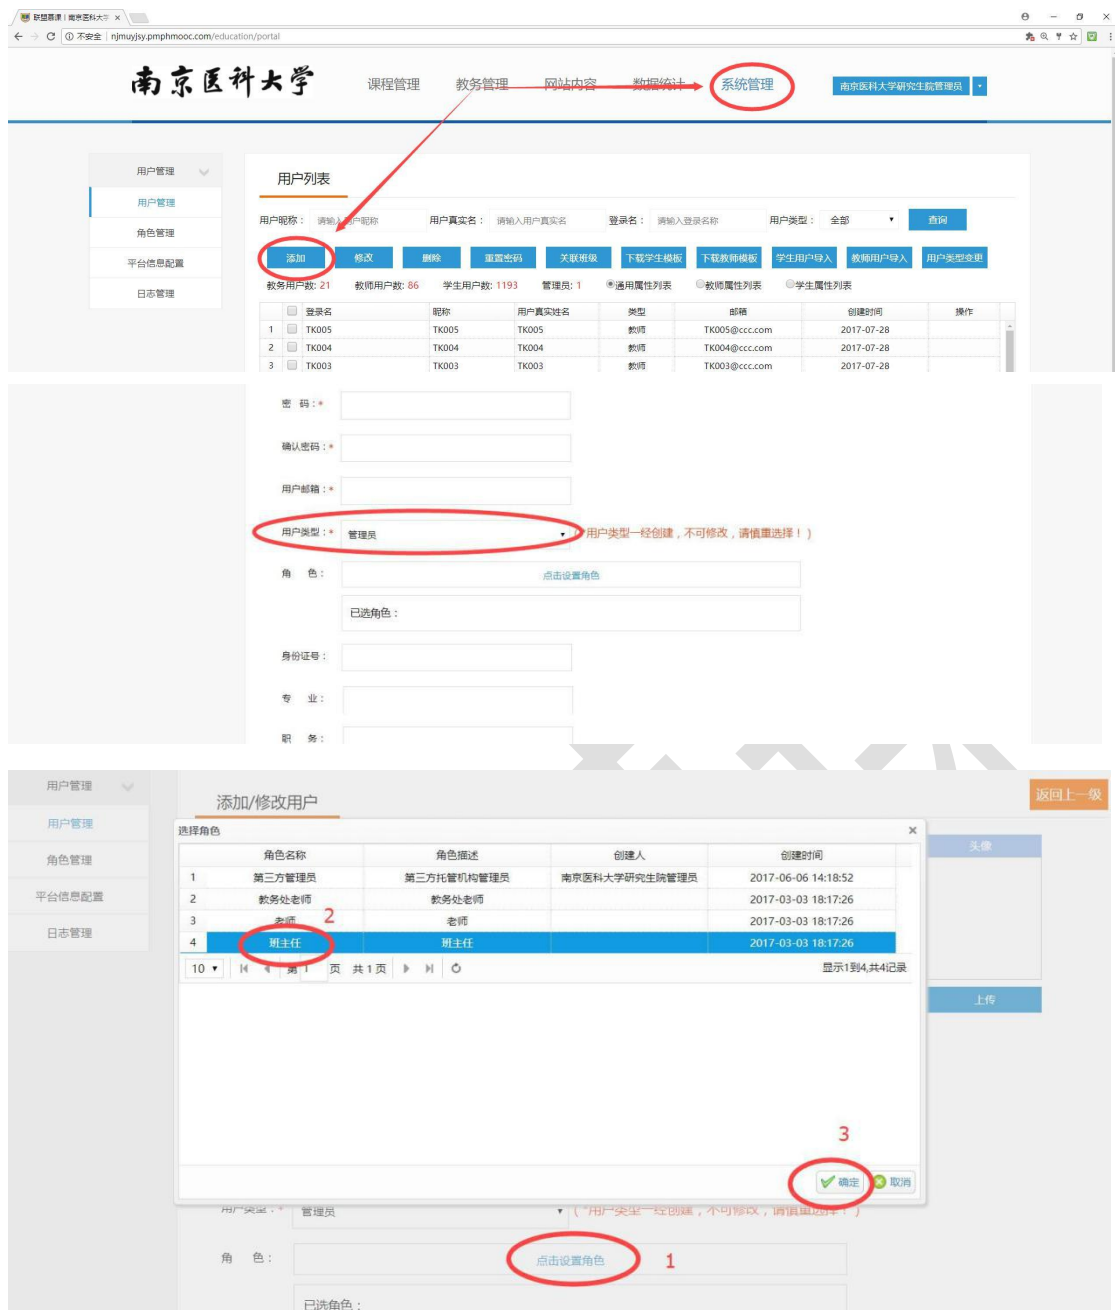 联盟慕课 | 南京医科大学 ×
不安全 | njmuyjsy.pmphmooc.com/education/portal
南京医科大学 课程管理 教务管理 网站内容 数据统计 系统管理 南京医科大学研究生院管理员
用户管理
用户管理
角色管理
平台信息配置
日志管理
用户列表
用户昵称： 请输入用户昵称 用户真实名： 请输入用户真实名 登录名： 请输入登录名称 用户类型： 全部 查询
添加 修改 删除 重置密码 关联班级 下载学生模板 下载教师模板 学生用户导入 教师用户导入 用户类型变更
教务用户数: 21 教师用户数: 86 学生用户数: 1193 管理员: 1 通用属性列表 教师属性列表 学生属性列表
登录名 昵称 用户真实姓名 类型 邮箱 创建时间 操作
1 TK005 TK005 TK005 教师 TK005@ccc.com 2017-07-28
2 TK004 TK004 TK004 教师 TK004@ccc.com 2017-07-28
3 TK003 TK003 TK003 教师 TK003@ccc.com 2017-07-28
密 码：*
确认密码：*
用户邮箱：*
用户类型：* 管理员 (*用户类型一经创建，不可修改，请慎重选择！)
角 色： 点击设置角色
已选角色：
身份证号：
专 业：
职 务：
用户管理
用户管理
角色管理
平台信息配置
日志管理
添加/修改用户 返回上一级
选择角色 ×
角色名称 角色描述 创建人 创建时间
1 第三方管理员 第三方托管机构管理员 南京医科大学研究生院管理员 2017-06-06 14:18:52
2 教务处老师 教务处老师 2017-03-03 18:17:26
3 老师 老师 2017-03-03 18:17:26
2
4 班主任 班主任 2017-03-03 18:17:26
10 第 1 页 共1页 显示1到4,共4记录
头像
上传
3
确定 取消
用户类型：* 管理员 (*用户类型一经创建，不可修改，请慎重选择！)
角 色： 点击设置角色 1
已选角色：